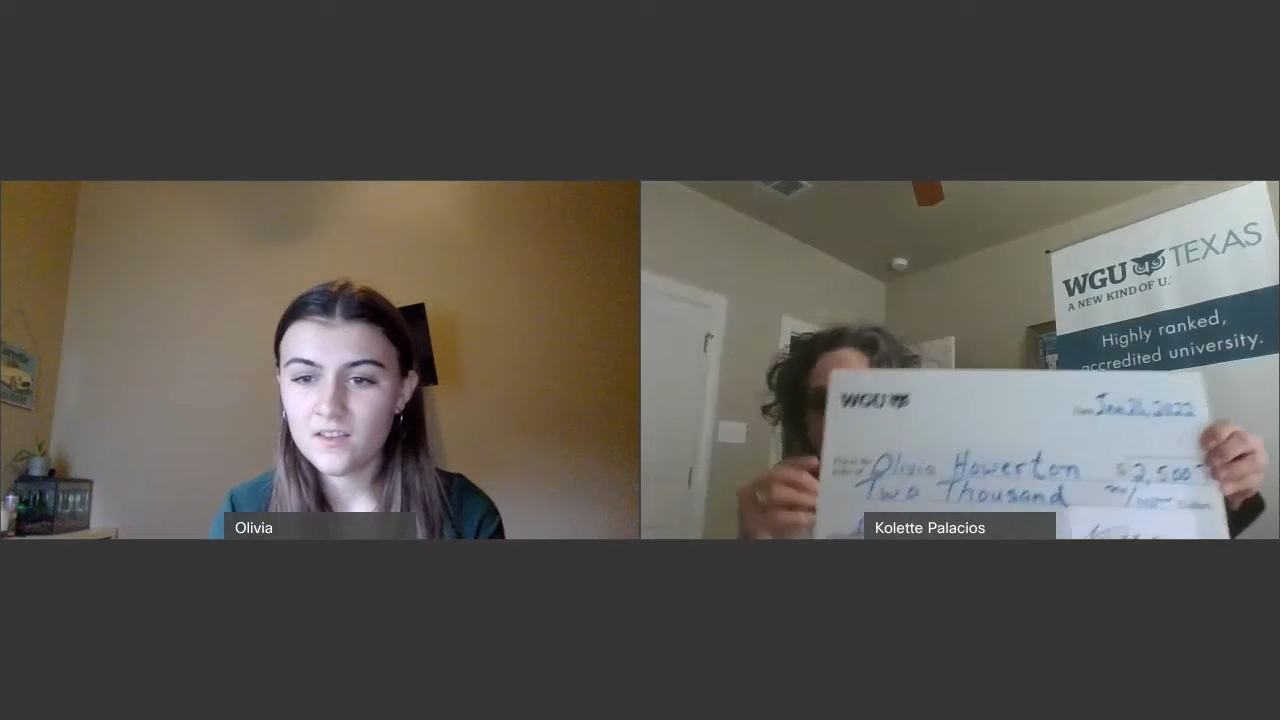 WGU TEXAS
A NEW KIND OF U.
Highly ranked,
accredited university.
WGU
Jan 2022
Olivia Howerton $2,500
Two Thousand
Olivia
Kolette Palacios